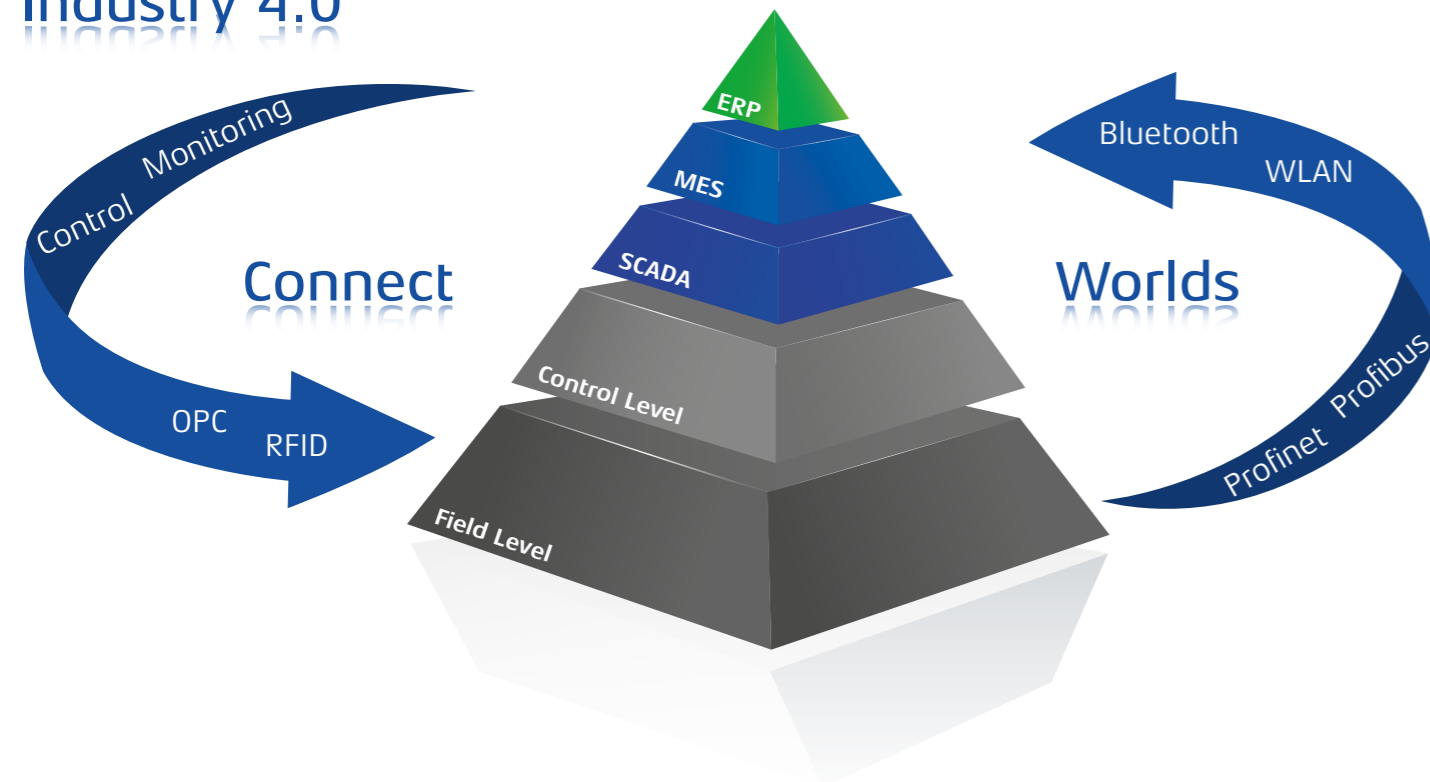 Industry 4.0
ERP
MES
SCADA
Control Level
Field Level
Monitoring
Control
Connect
OPC
RFID
Bluetooth
WLAN
Worlds
Profibus
Profinet